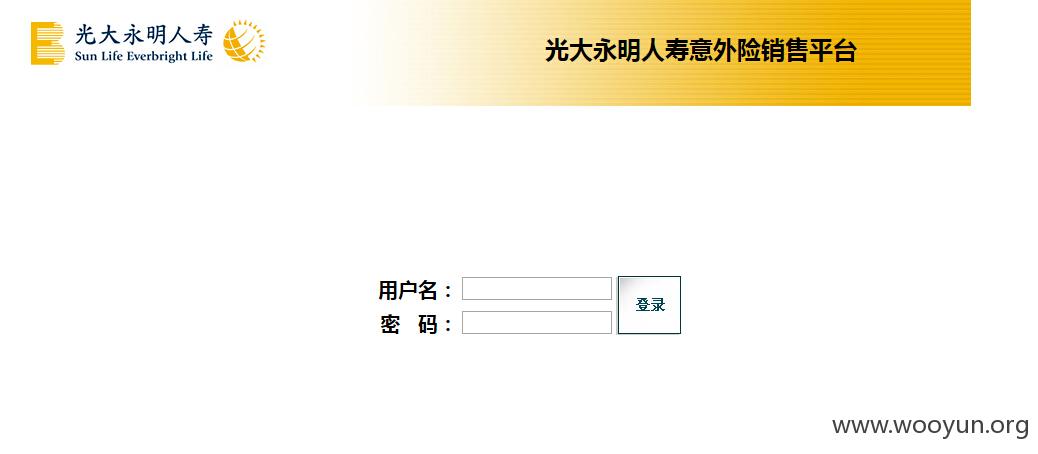 光大永明人寿
Sun Life Everbright Life
光大永明人寿意外险销售平台
用户名：
密 码：
登录
www.wooyun.org